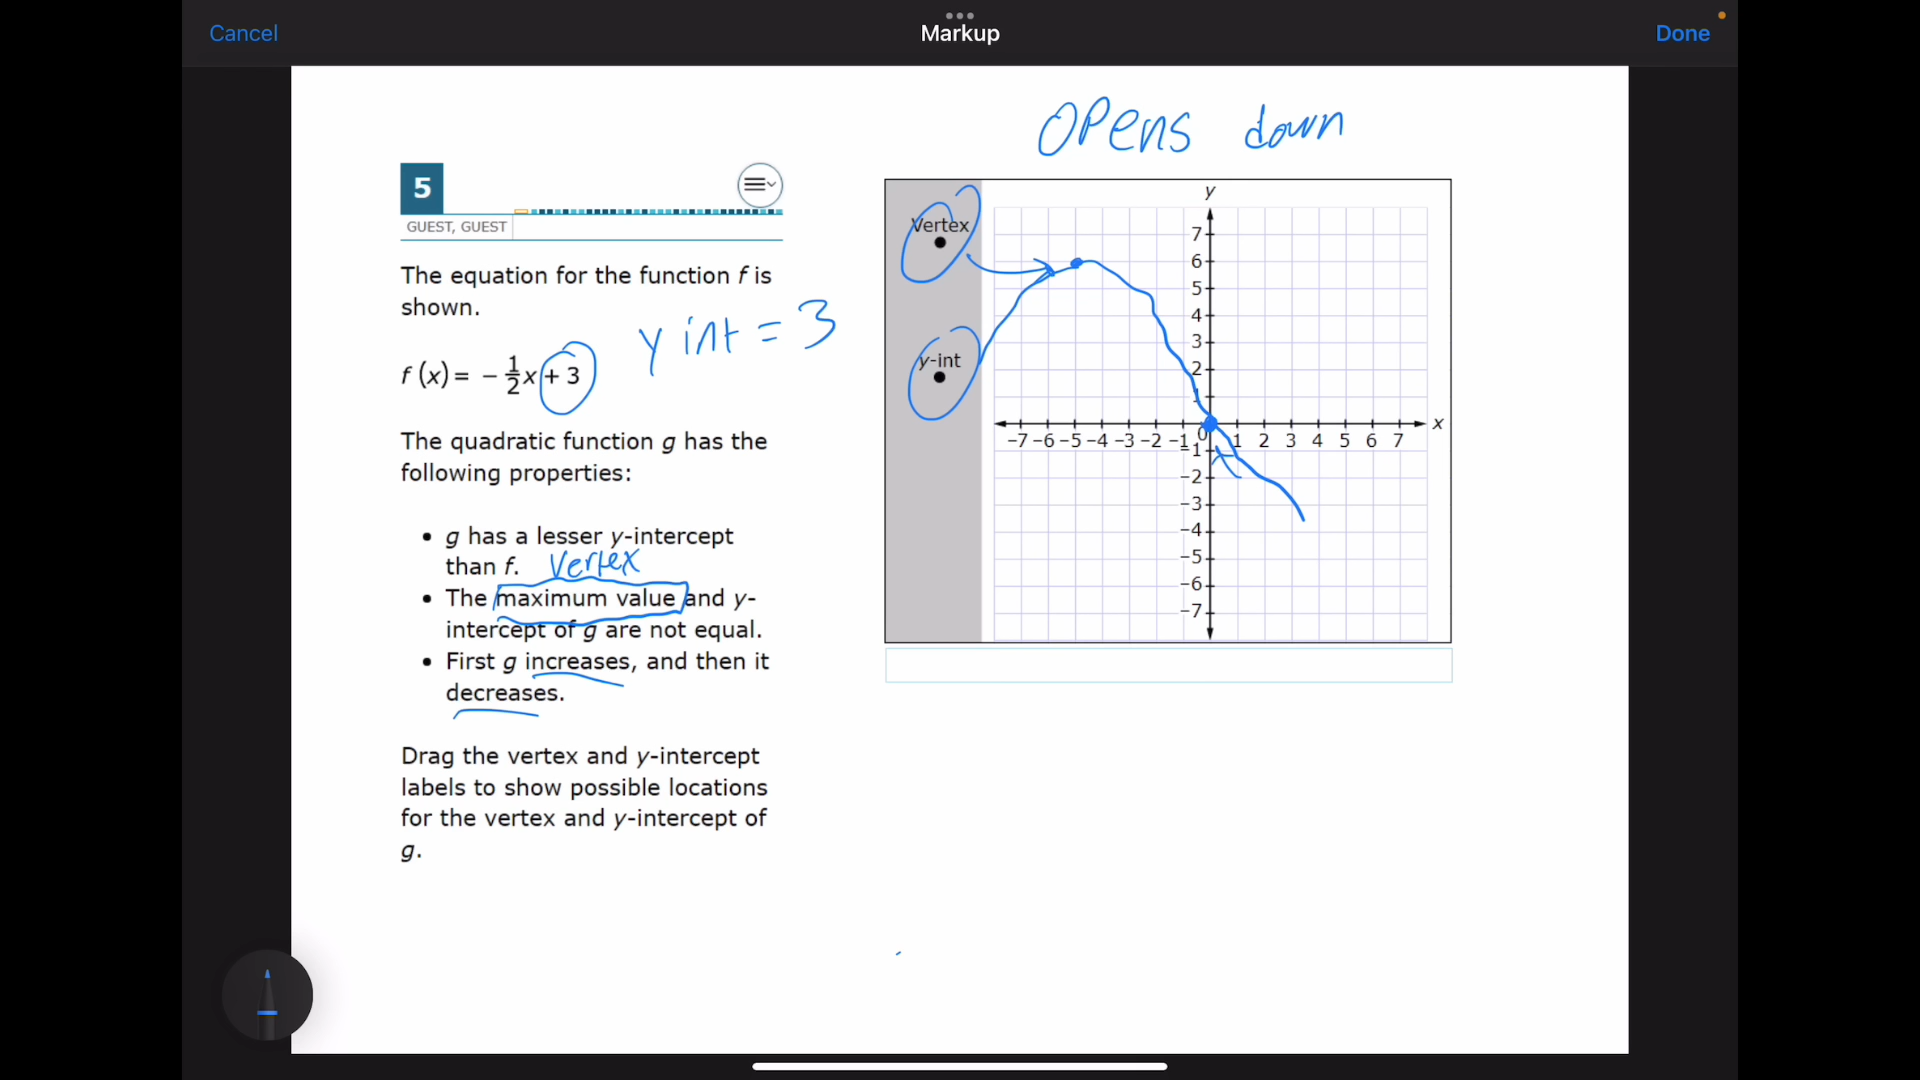 Cancel
Markup
Done
OPens down
5
GUEST, GUEST
The equation for the function f is
shown.
f (x) = − 1/2 x + 3
y int = 3
The quadratic function g has the
following properties:
• g has a lesser y-intercept
than f.
Vertex
• The maximum value and y-
intercept of g are not equal.
• First g increases, and then it
decreases.
Drag the vertex and y-intercept
labels to show possible locations
for the vertex and y-intercept of
g.
Vertex
y-int
y
7
6
5
4
3
2
1
−7 −6 −5 −4 −3 −2 −1 0 1 2 3 4 5 6 7 x
−1
−2
−3
−4
−5
−6
−7